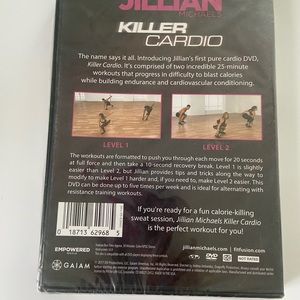 JILLIAN
MICHAELS
KILLER
CARDIO
The name says it all. Introducing Jillian's first pure cardio DVD,
Killer Cardio. It's comprised of two incredible 25-minute
workouts that progress in difficulty to blast calories
while building endurance and cardiovascular conditioning.
LEVEL 1
LEVEL 2
The workouts are formatted to push you through each move for 20 seconds
at full force and then take a 10-second recovery break. Level 1 is slightly
easier than Level 2, but Jillian provides tips and tricks along the way to
modify to make Level 1 harder and, if you need to, make Level 2 easier. This
DVD can be done up to five times per week and is ideal for alternating with
resistance training workouts.
If you're ready for a fun calorie-killing
sweat session, Jillian Michaels Killer Cardio
is the perfect workout for you!
0 18713 62968 5
jillianmichaels.com | fitfusion.com
EMPOWERED
GAIAM
DVD
NOT RATED